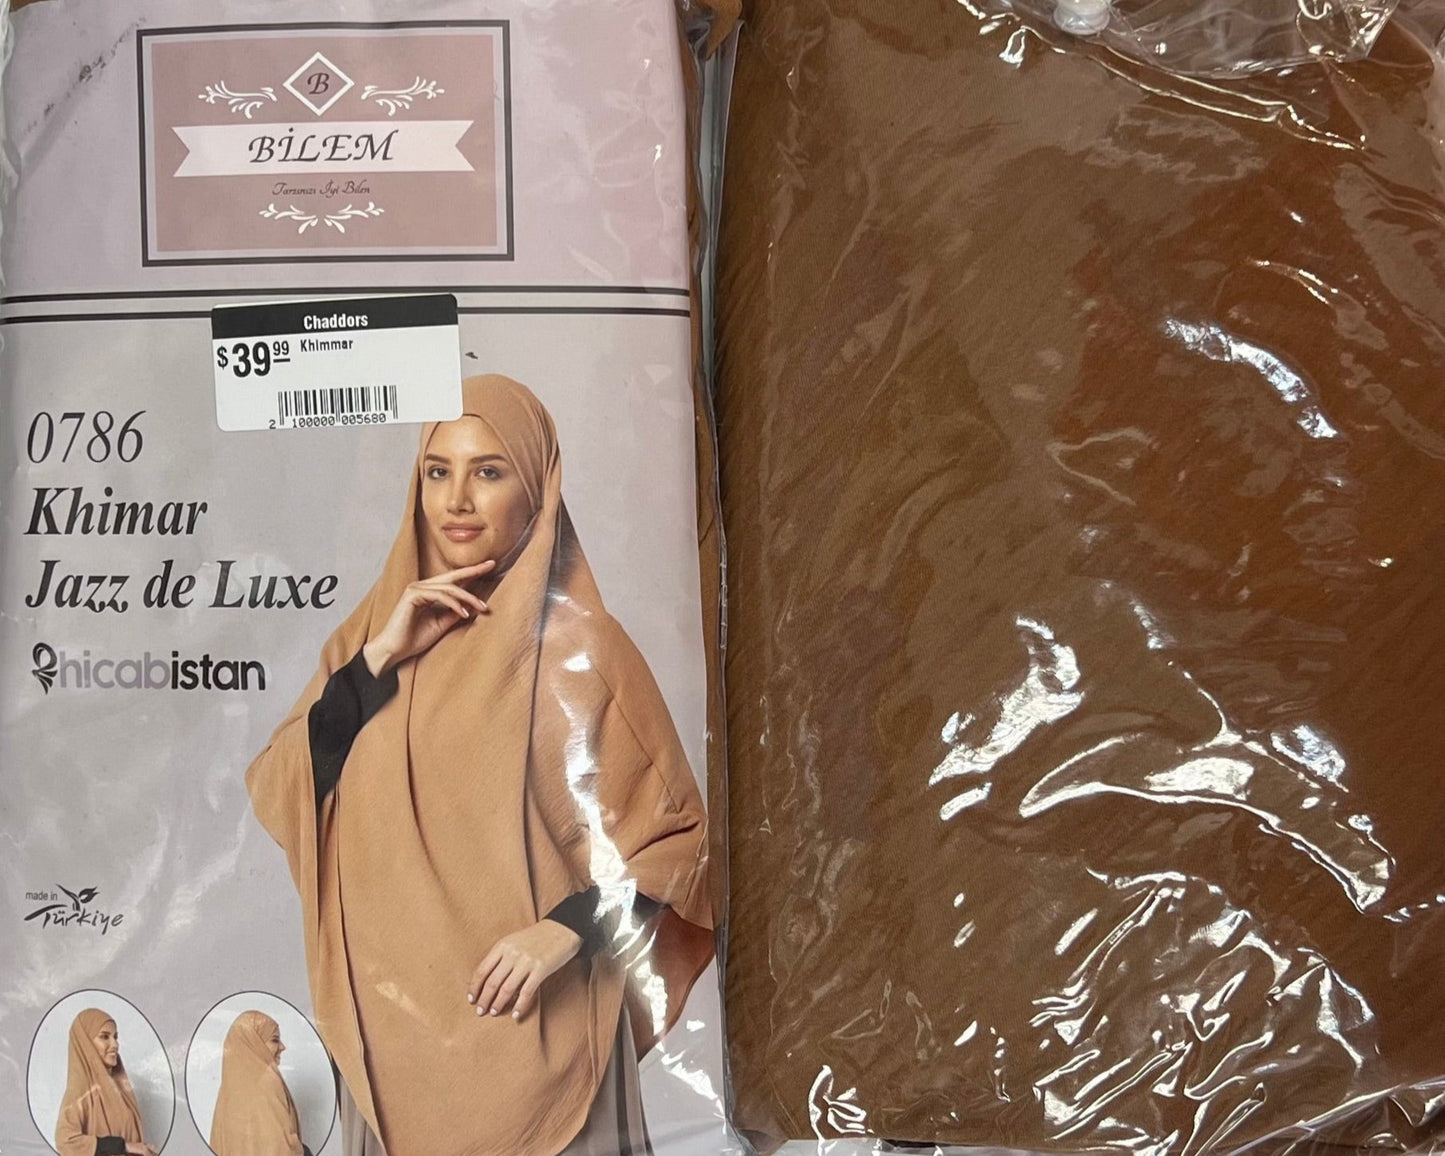 B
BİLEM
Tarzınızı İyi Bilen
Chaddors
$39.99 Khimmar
2 100000 005680
0786
Khimar
Jazz de Luxe
hicabistan
made in
Türkiye